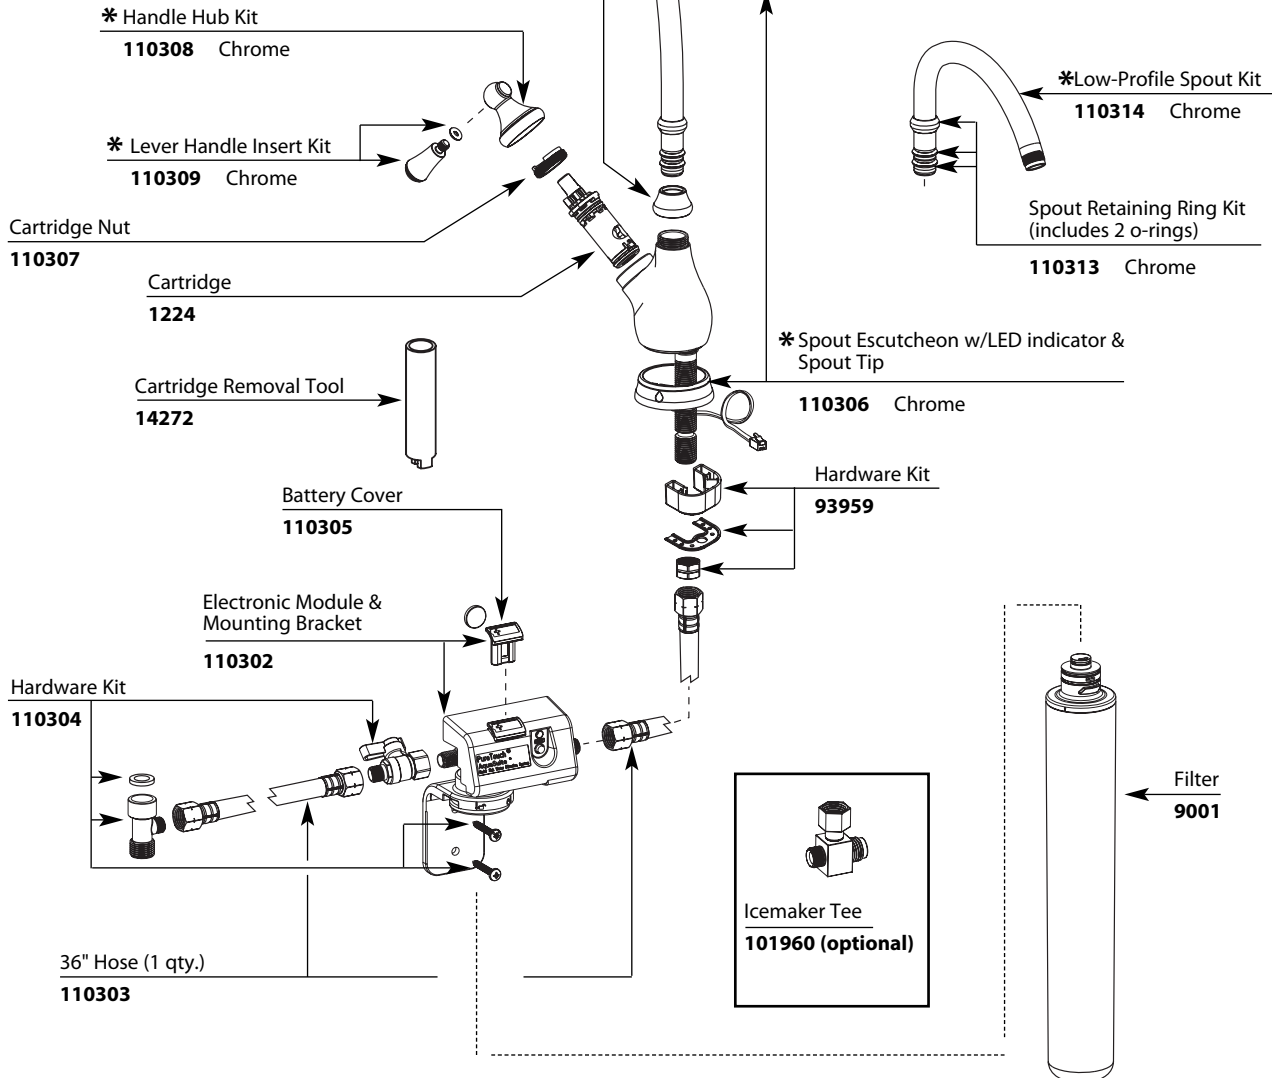 * Handle Hub Kit
110308 Chrome
*Low-Profile Spout Kit
110314 Chrome
* Lever Handle Insert Kit
110309 Chrome
Spout Retaining Ring Kit
(includes 2 o-rings)
110313 Chrome
Cartridge Nut
110307
Cartridge
1224
* Spout Escutcheon w/LED indicator &
Spout Tip
110306 Chrome
Cartridge Removal Tool
14272
Hardware Kit
93959
Battery Cover
110305
Electronic Module &
Mounting Bracket
110302
Hardware Kit
110304
PureTouch
AquaSuite
Filter
9001
Icemaker Tee
101960 (optional)
36" Hose (1 qty.)
110303